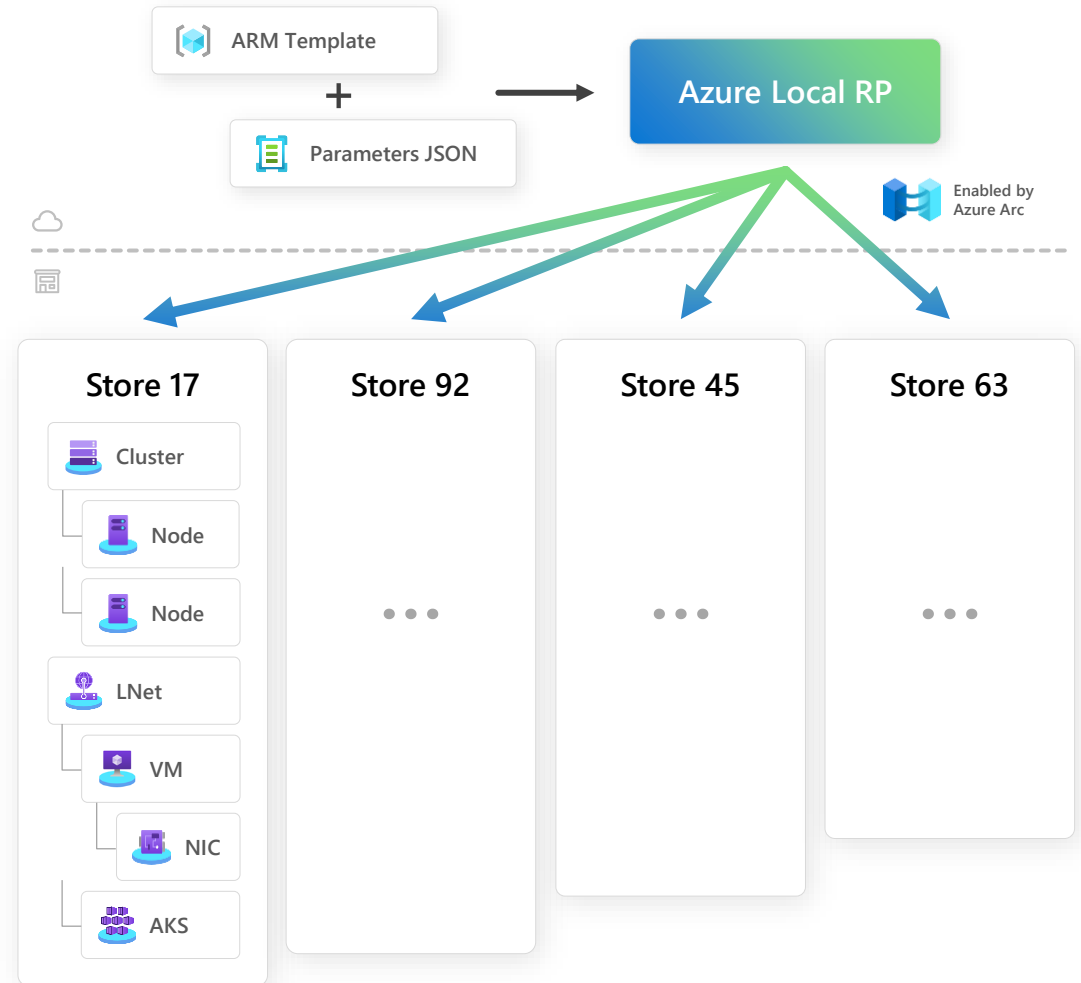 ARM Template
+
Parameters JSON
Azure Local RP
Enabled by
Azure Arc
Store 17
Cluster
Node
Node
LNet
VM
NIC
AKS
Store 92
Store 45
Store 63